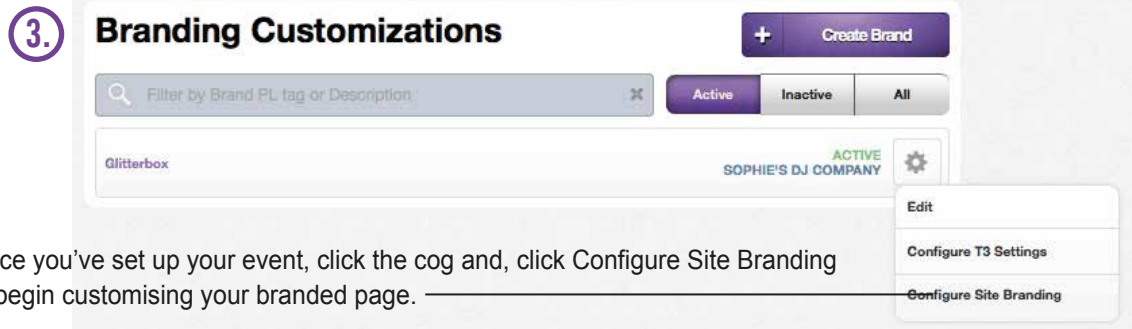 3.
Branding Customizations
+ Create Brand
Filter by Brand PL tag or Description
Active Inactive All
Glitterbox
ACTIVE
SOPHIE'S DJ COMPANY
Edit
Configure T3 Settings
Configure Site Branding
ce you've set up your event, click the cog and, click Configure Site Branding
begin customising your branded page.